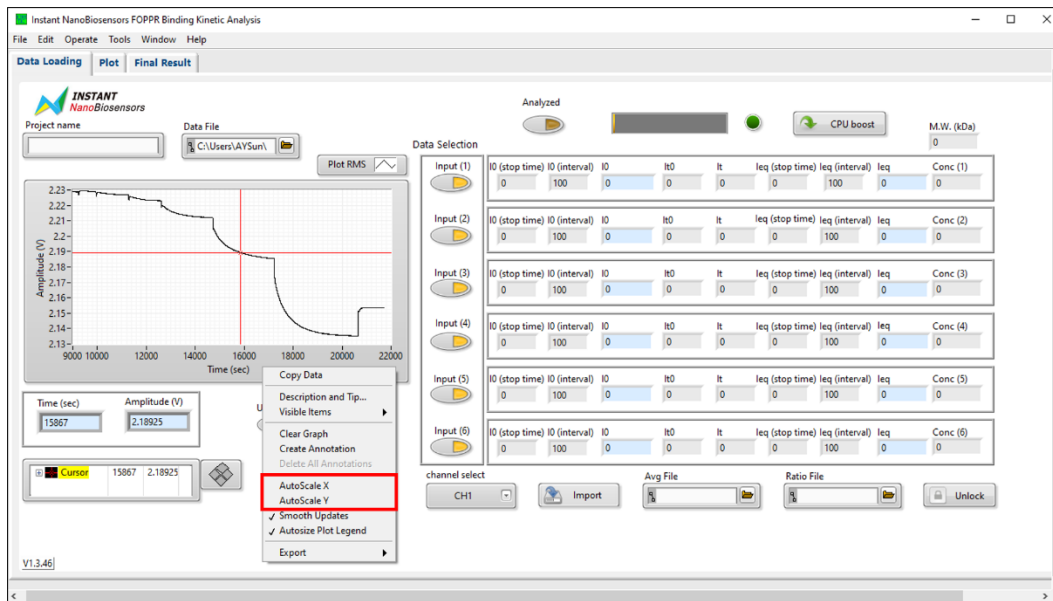 Instant NanoBiosensors FOPPR Binding Kinetic Analysis
File Edit Operate Tools Window Help
Data Loading Plot Final Result
INSTANT
NanoBiosensors
Project name
Data File
C:\Users\AYSun\
Plot RMS
Analyzed
CPU boost
M.W. (kDa)
0
Data Selection
2.23
2.22
2.21
2.2
2.19
2.18
2.17
2.16
2.15
2.14
2.13
Amplitude (V)
9000 10000 12000 14000 16000 18000 20000 22000
Time (sec)
Input (1) I0 (stop time) I0 (interval) I0 It0 It Ieq (stop time) Ieq (interval) Ieq Conc (1)
0 100 0 0 0 0 100 0 0
Input (2) I0 (stop time) I0 (interval) I0 It0 It Ieq (stop time) Ieq (interval) Ieq Conc (2)
0 100 0 0 0 0 100 0 0
Input (3) I0 (stop time) I0 (interval) I0 It0 It Ieq (stop time) Ieq (interval) Ieq Conc (3)
0 100 0 0 0 0 100 0 0
Input (4) I0 (stop time) I0 (interval) I0 It0 It Ieq (stop time) Ieq (interval) Ieq Conc (4)
0 100 0 0 0 0 100 0 0
Input (5) I0 (stop time) I0 (interval) I0 It0 It Ieq (stop time) Ieq (interval) Ieq Conc (5)
0 100 0 0 0 0 100 0 0
Input (6) I0 (stop time) I0 (interval) I0 It0 It Ieq (stop time) Ieq (interval) Ieq Conc (6)
0 100 0 0 0 0 100 0 0
Time (sec) Amplitude (V)
15867 2.18925
Cursor 15867 2.18925
Copy Data
Description and Tip...
Visible Items
Clear Graph
Create Annotation
Delete All Annotations
AutoScale X
AutoScale Y
Smooth Updates
Autosize Plot Legend
Export
channel select
CH1
Import
Avg File
Ratio File
Unlock
V1.3.46